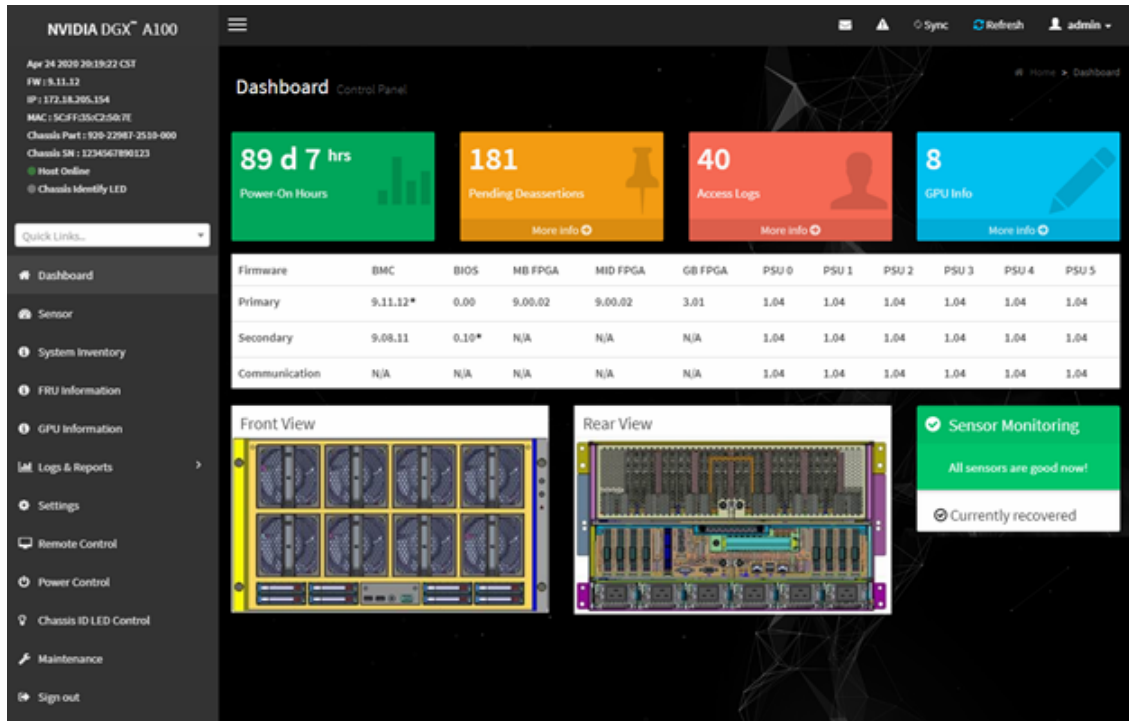 NVIDIA DGX™ A100
Apr 24 2020 20:19:22 CST
FW : 9.11.12
IP : 172.18.205.154
MAC : 5C:FF:35:C2:50:7E
Chassis Part : 920-22987-2510-000
Chassis SN : 1234567890123
Host Online
Chassis Identify LED
Quick Links...
Dashboard
Sensor
System Inventory
FRU Information
GPU Information
Logs & Reports
Settings
Remote Control
Power Control
Chassis ID LED Control
Maintenance
Sign out
Sync Refresh admin
Dashboard Control Panel
Home > Dashboard
89 d 7 hrs
Power-On Hours
181
Pending Deassertions
More info
40
Access Logs
More info
8
GPU Info
More info
Firmware BMC BIOS MB FPGA MID FPGA GB FPGA PSU 0 PSU 1 PSU 2 PSU 3 PSU 4 PSU 5
Primary 9.11.12* 0.00 9.00.02 9.00.02 3.01 1.04 1.04 1.04 1.04 1.04 1.04
Secondary 9.08.11 0.10* N/A N/A N/A 1.04 1.04 1.04 1.04 1.04 1.04
Communication N/A N/A N/A N/A N/A 1.04 1.04 1.04 1.04 1.04 1.04
Front View
Rear View
Sensor Monitoring
All sensors are good now!
Currently recovered